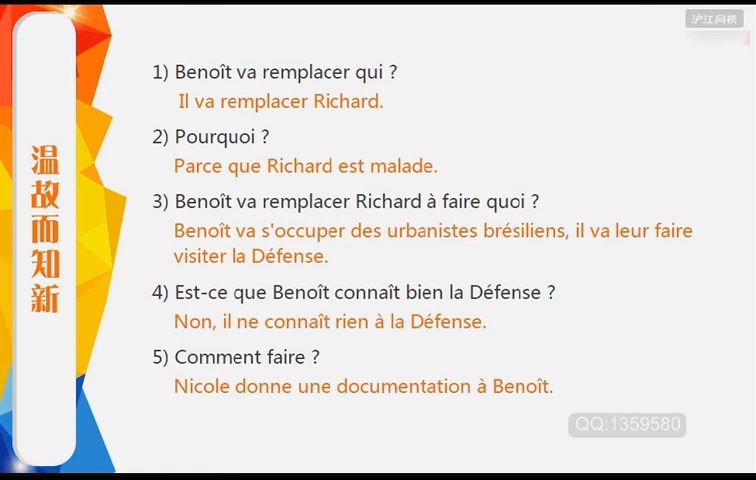 沪江网校
1) Benoît va remplacer qui ?
Il va remplacer Richard.
2) Pourquoi ?
Parce que Richard est malade.
3) Benoît va remplacer Richard à faire quoi ?
Benoît va s'occuper des urbanistes brésiliens, il va leur faire
visiter la Défense.
4) Est-ce que Benoît connaît bien la Défense ?
Non, il ne connaît rien à la Défense.
5) Comment faire ?
Nicole donne une documentation à Benoît.
温故而知新
QQ:1359580